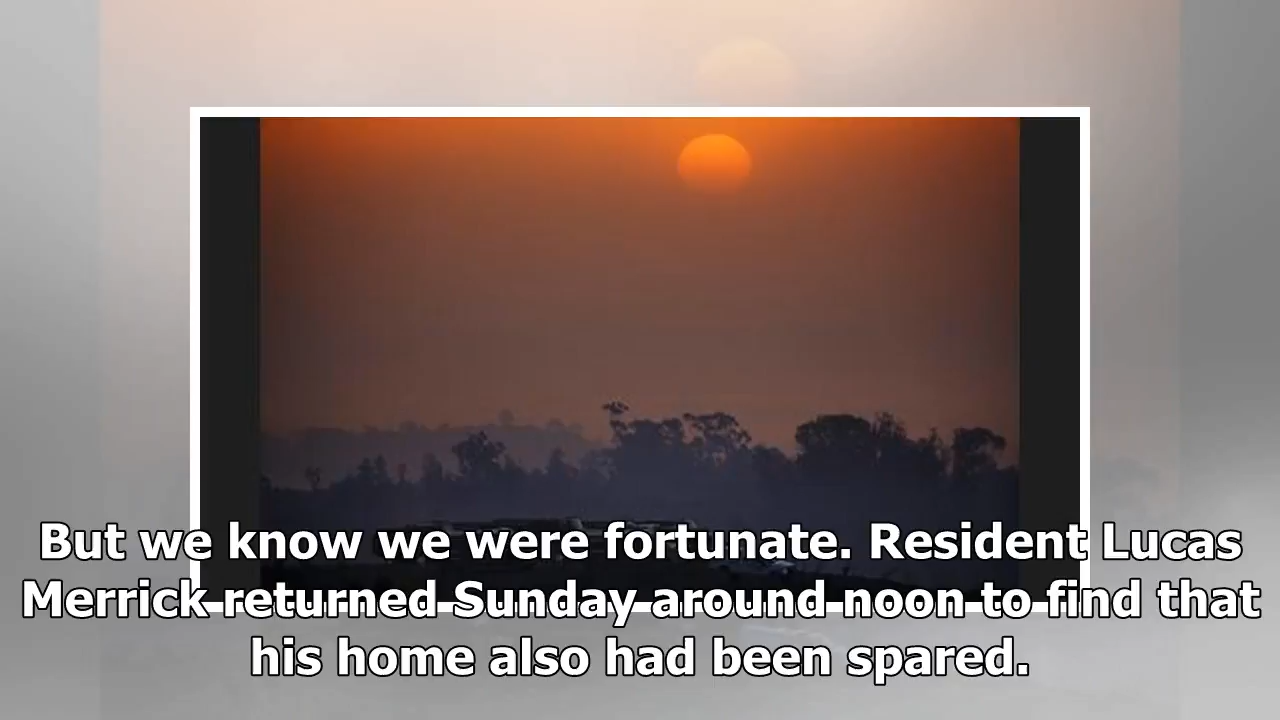 But we know we were fortunate. Resident Lucas
Merrick returned Sunday around noon to find that
his home also had been spared.